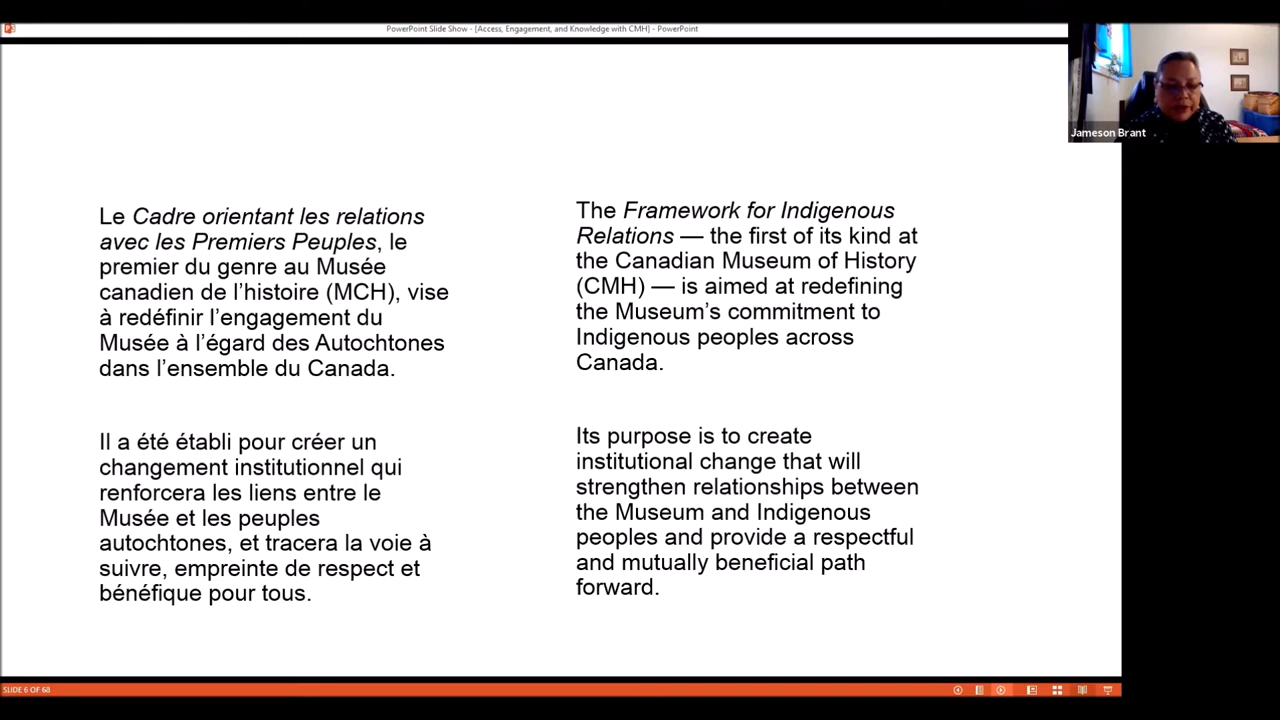 PowerPoint Slide Show - [Access, Engagement, and Knowledge with CMH] - PowerPoint
Jameson Brant
Le Cadre orientant les relations
avec les Premiers Peuples, le
premier du genre au Musée
canadien de l’histoire (MCH), vise
à redéfinir l’engagement du
Musée à l’égard des Autochtones
dans l’ensemble du Canada.
Il a été établi pour créer un
changement institutionnel qui
renforcera les liens entre le
Musée et les peuples
autochtones, et tracera la voie à
suivre, empreinte de respect et
bénéfique pour tous.
The Framework for Indigenous
Relations — the first of its kind at
the Canadian Museum of History
(CMH) — is aimed at redefining
the Museum’s commitment to
Indigenous peoples across
Canada.
Its purpose is to create
institutional change that will
strengthen relationships between
the Museum and Indigenous
peoples and provide a respectful
and mutually beneficial path
forward.
SLIDE 6 OF 68